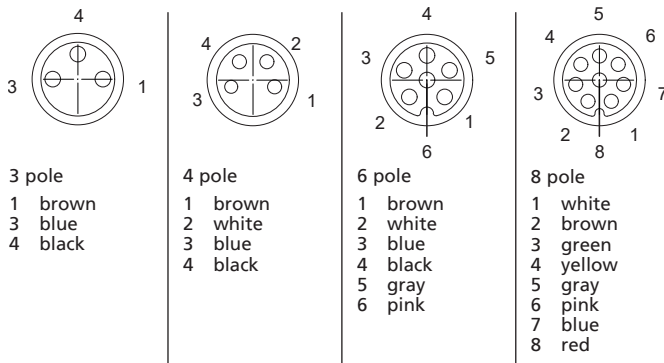 4
3 1
3 pole
1 brown
3 blue
4 black
4 2
3 1
4 pole
1 brown
2 white
3 blue
4 black
4
3 5
2 1
6
6 pole
1 brown
2 white
3 blue
4 black
5 gray
6 pink
5
4 6
3 7
2 1
8
8 pole
1 white
2 brown
3 green
4 yellow
5 gray
6 pink
7 blue
8 red